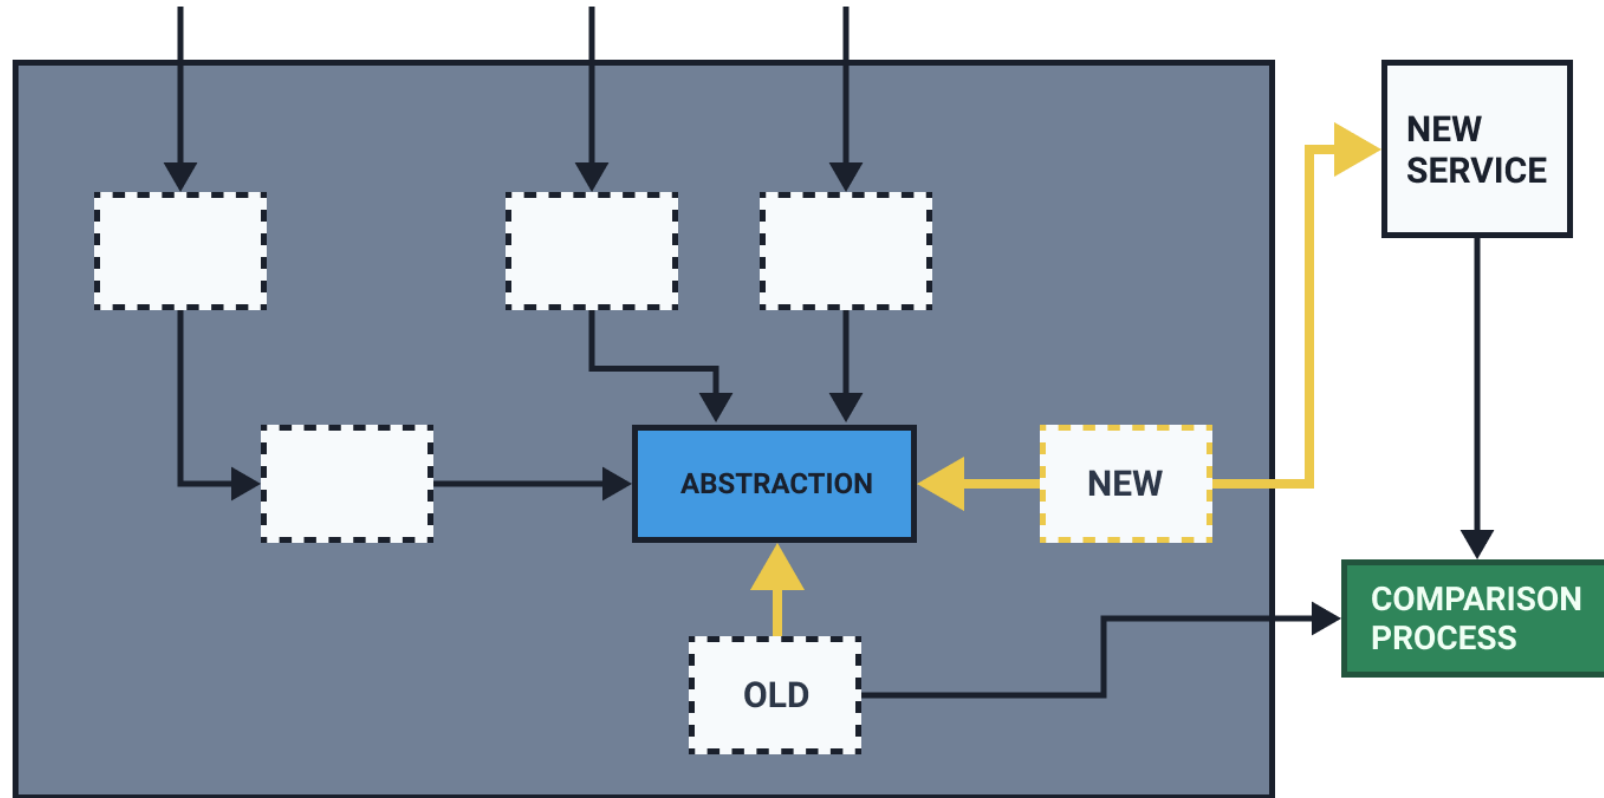 NEW
SERVICE
ABSTRACTION
NEW
COMPARISON
PROCESS
OLD